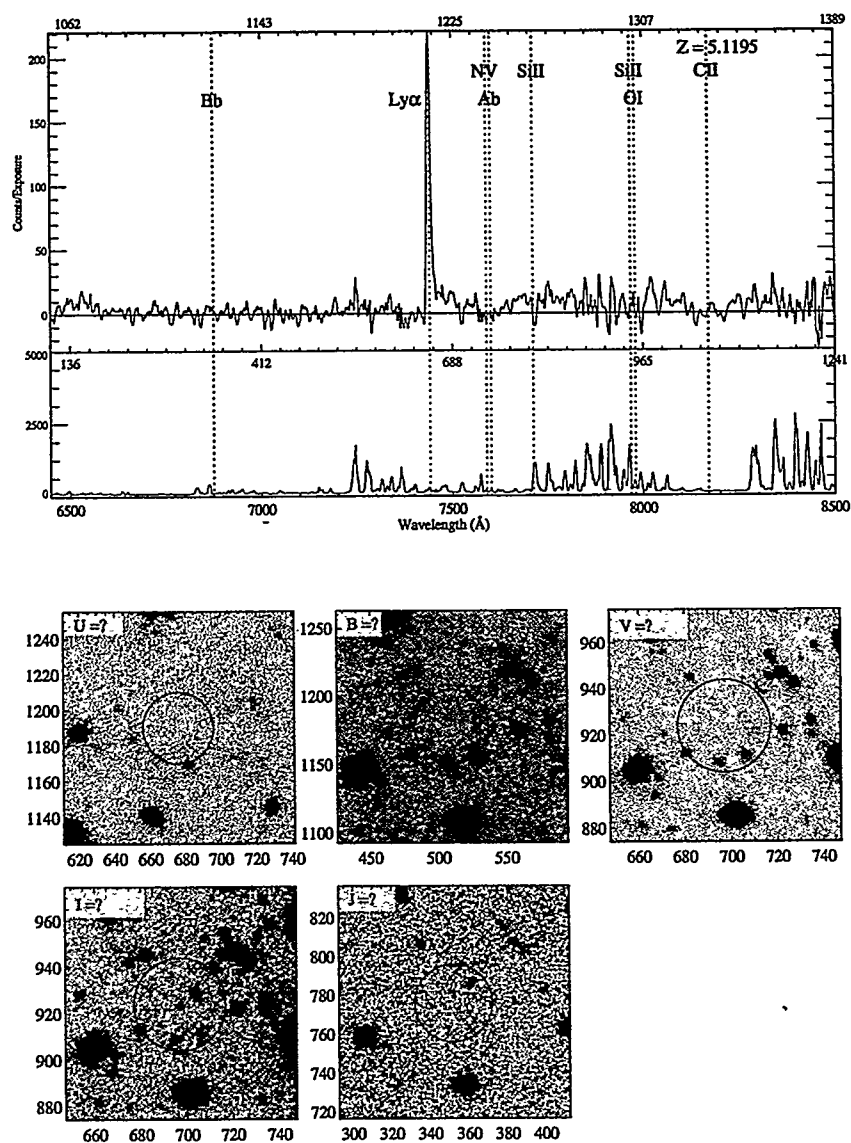 1062 1143 1225 1307 1389
Z = 5.1195
NV SiII SiII CII
Bb Lyα Ab OI
200
150
100
50
0
Counts/Exposure
5000
2500
0
136 412 688 965 1241
6500 7000 7500 8000 8500
Wavelength (Å)
U=?
1240
1220
1200
1180
1160
1140
620 640 660 680 700 720 740
B=?
1250
1200
1150
1100
450 500 550
V=?
960
940
920
900
880
660 680 700 720 740
I=?
960
940
920
900
880
660 680 700 720 740
J=?
820
800
780
760
740
720
300 320 340 360 380 400